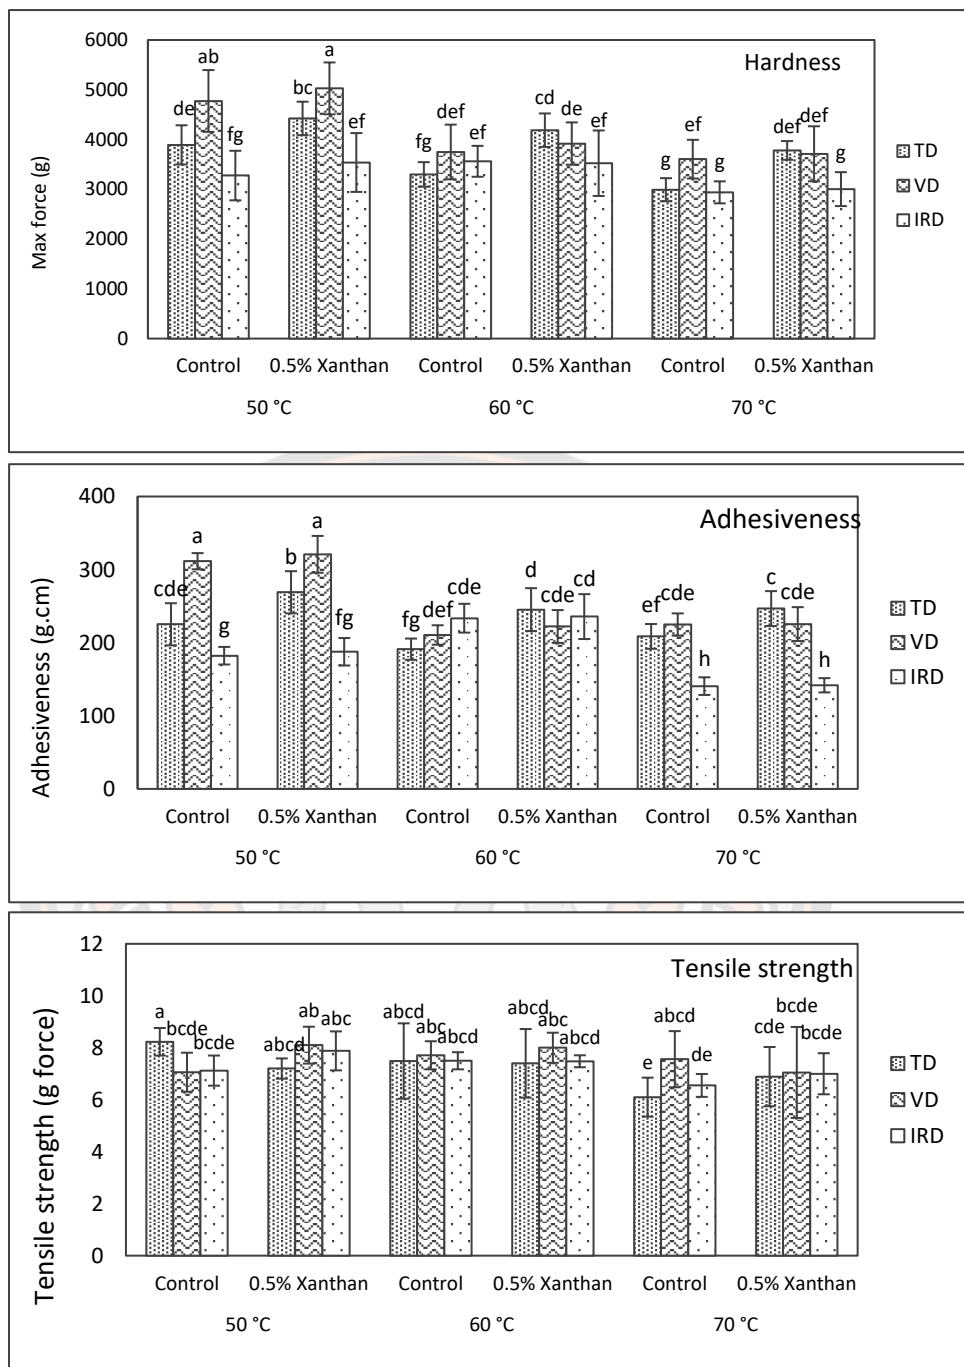 Hardness
Max force (g)
6000
5000
4000
3000
2000
1000
0
de ab fg bc a ef fg def ef cd de ef g ef g def def g
TD
VD
IRD
Control 0.5% Xanthan Control 0.5% Xanthan Control 0.5% Xanthan
50 °C 60 °C 70 °C
Adhesiveness
Adhesiveness (g.cm)
400
300
200
100
0
cde a g b a fg fg def cde d cde cd ef cde h c cde h
TD
VD
IRD
Control 0.5% Xanthan Control 0.5% Xanthan Control 0.5% Xanthan
50 °C 60 °C 70 °C
Tensile strength
Tensile strength (g force)
12
10
8
6
4
2
0
a bcde bcde abcd ab abc abcd abc abcd abcd abc abcd e abcd de cde bcde bcde
TD
VD
IRD
Control 0.5% Xanthan Control 0.5% Xanthan Control 0.5% Xanthan
50 °C 60 °C 70 °C